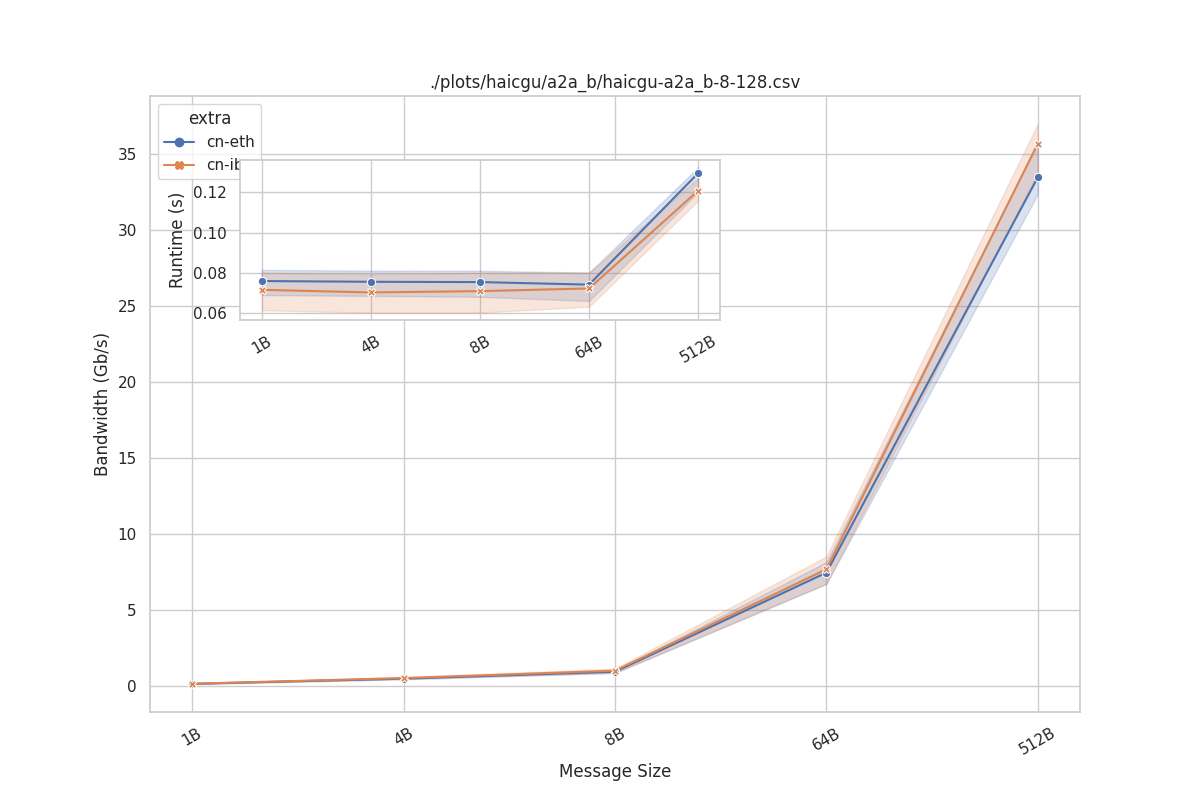 ./plots/haicgu/a2a_b/haicgu-a2a_b-8-128.csv
extra
cn-eth
cn-ib
35
30
25
20
15
10
5
0
Bandwidth (Gb/s)
0.12
0.10
0.08
0.06
Runtime (s)
1B
4B
8B
64B
512B
1B
4B
8B
64B
512B
Message Size